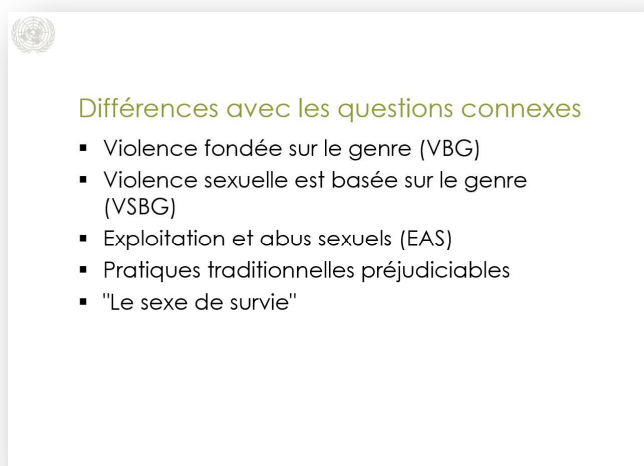 Différences avec les questions connexes
▪ Violence fondée sur le genre (VBG)
▪ Violence sexuelle est basée sur le genre
(VSBG)
▪ Exploitation et abus sexuels (EAS)
▪ Pratiques traditionnelles préjudiciables
▪ "Le sexe de survie"